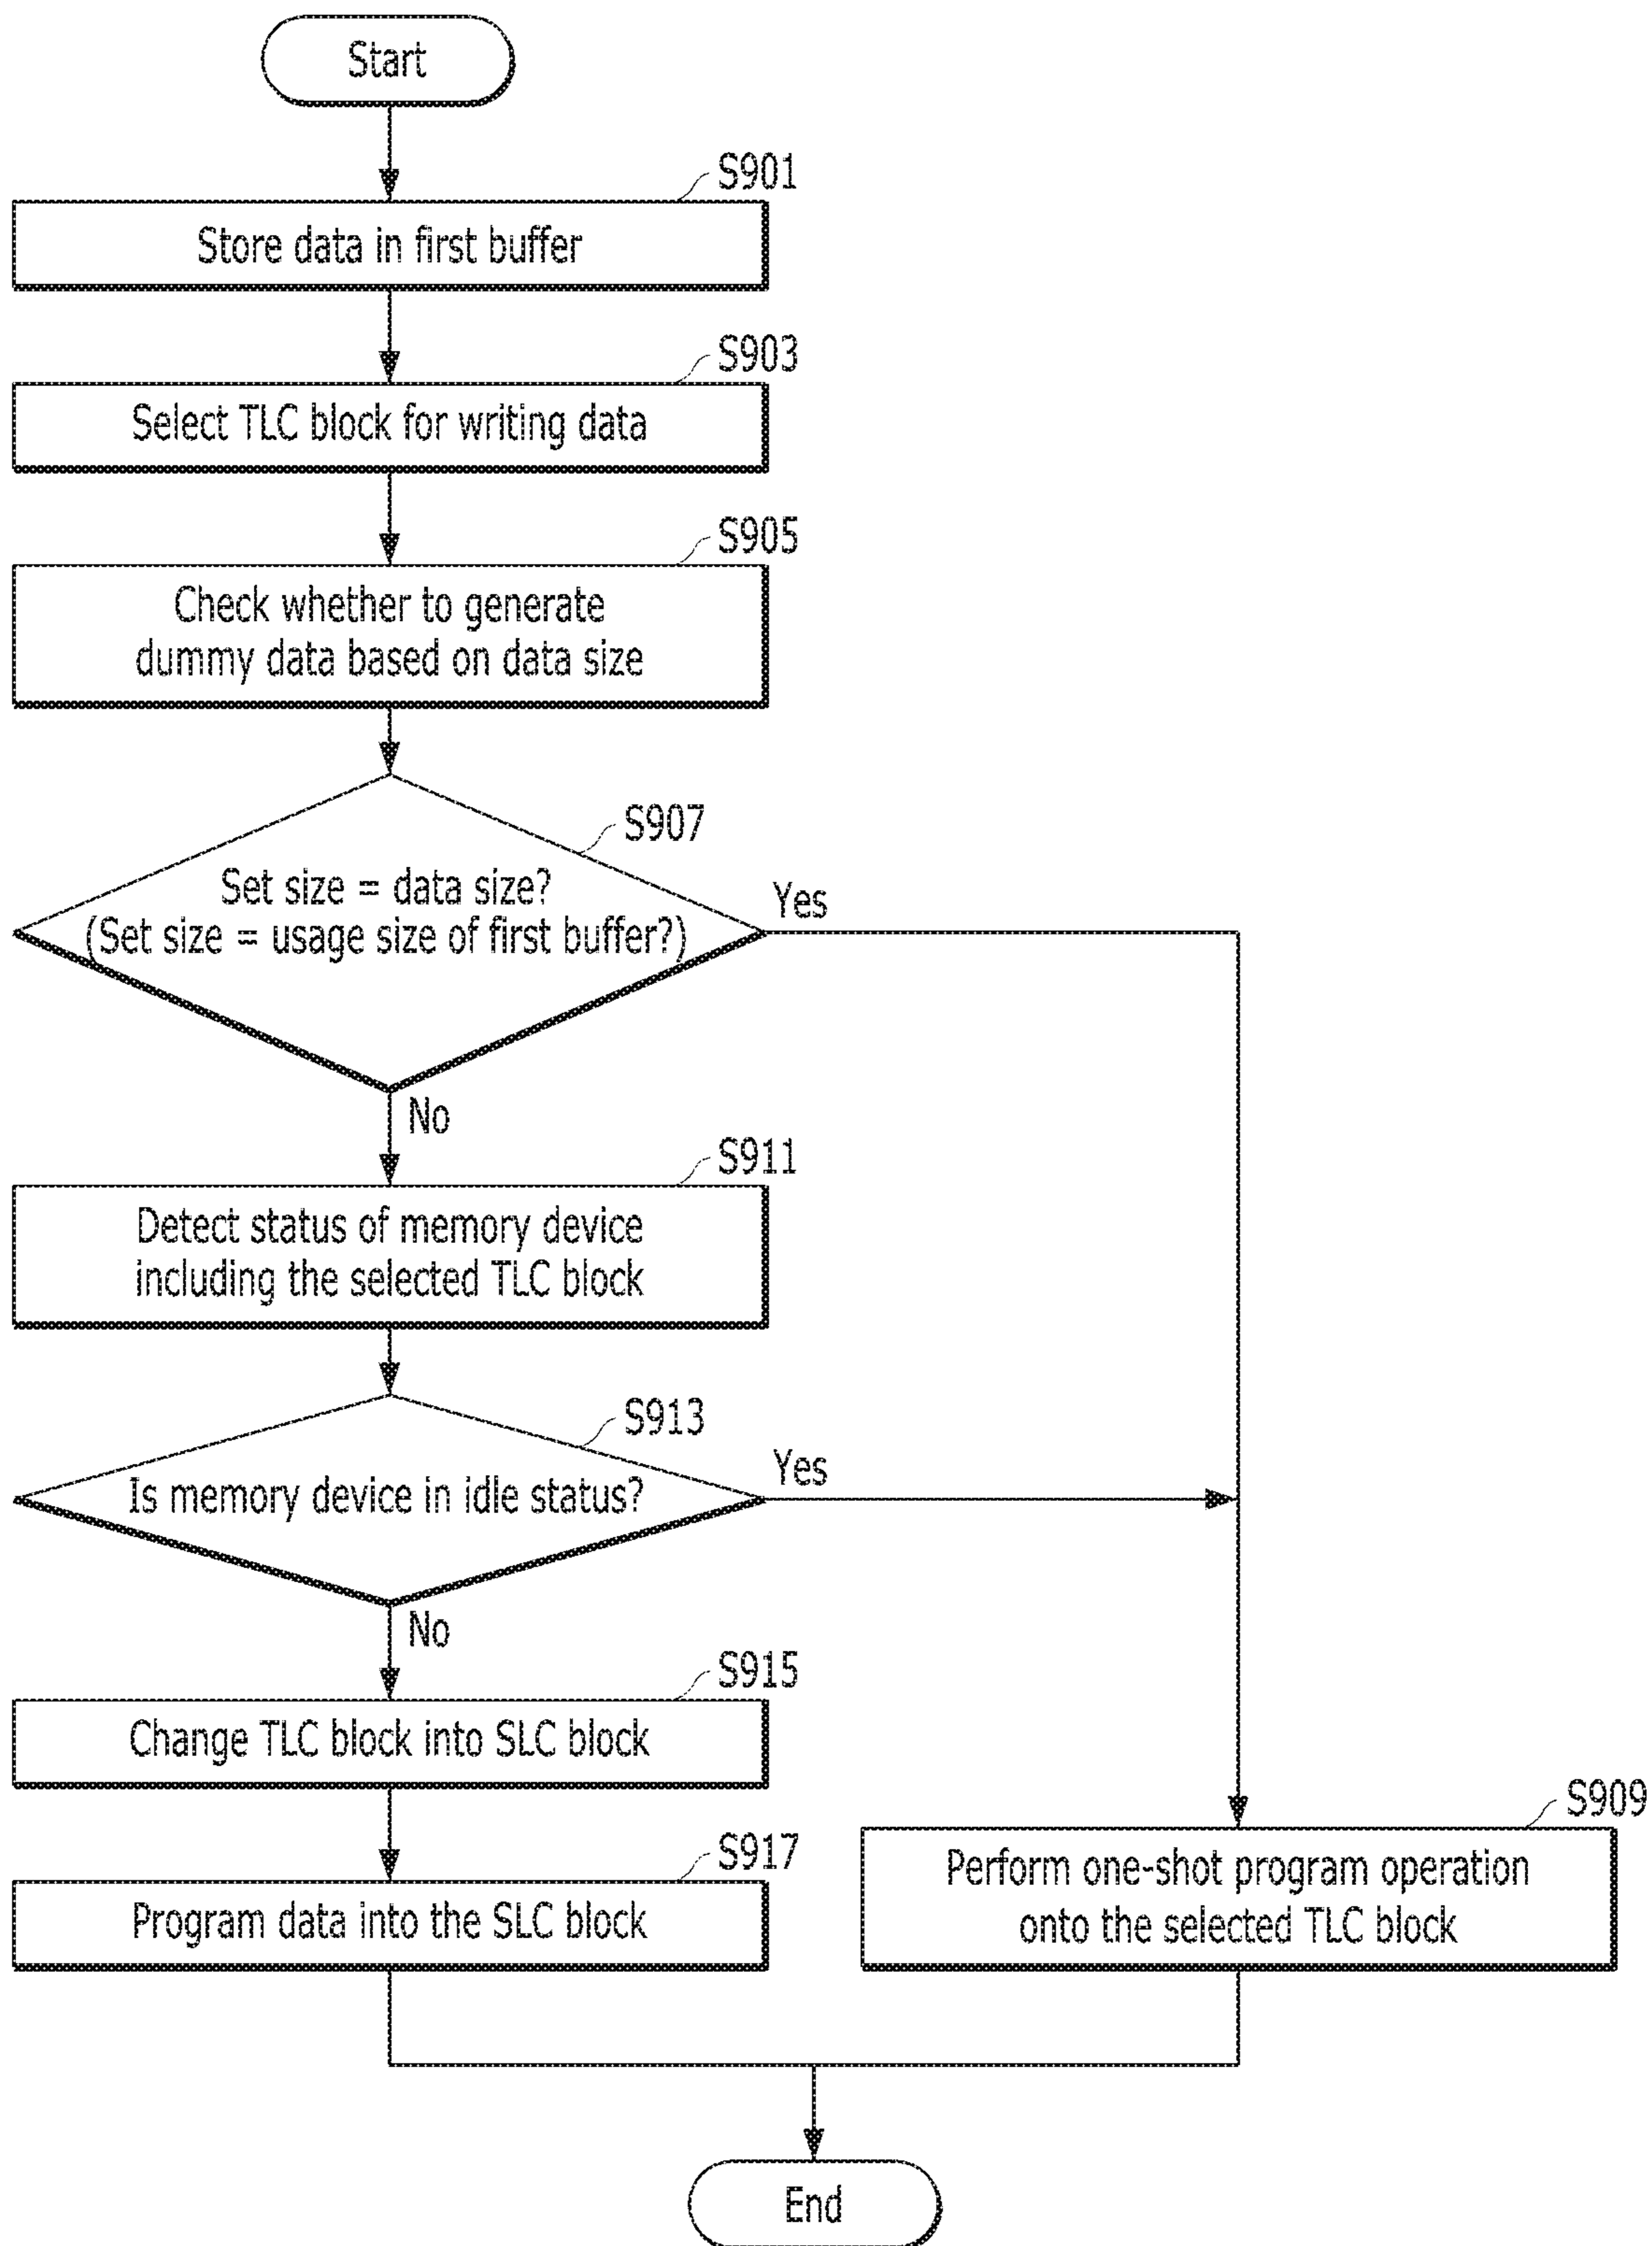 Start
S901
Store data in first buffer
S903
Select TLC block for writing data
S905
Check whether to generate
dummy data based on data size
S907
Set size = data size?
(Set size = usage size of first buffer?)
Yes
No
S911
Detect status of memory device
including the selected TLC block
S913
Is memory device in idle status?
Yes
No
S915
Change TLC block into SLC block
S909
Perform one-shot program operation
onto the selected TLC block
S917
Program data into the SLC block
End